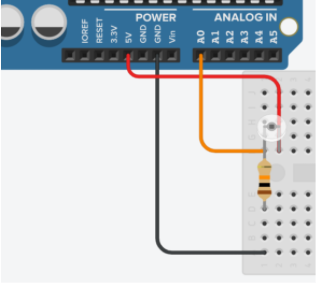 POWER
ANALOG IN
IOREF
RESET
3.3V
5V
GND
GND
Vin
A0
A1
A2
A3
A4
A5